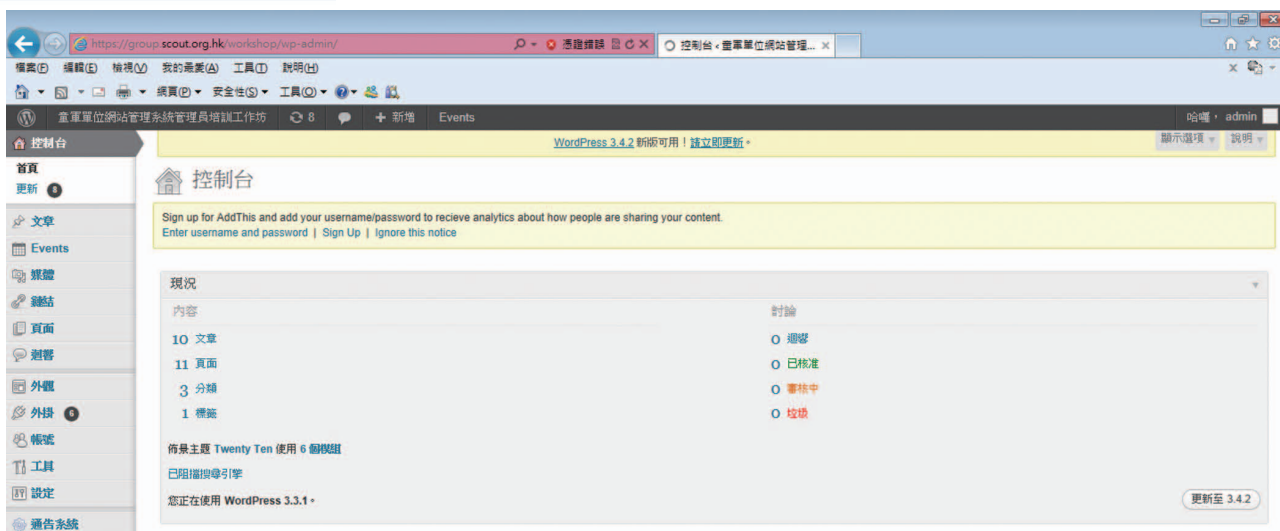 https://group.scout.org.hk/workshop/wp-admin/
憑證錯誤
控制台 ‹ 童軍單位網站管理...
檔案(F) 編輯(E) 檢視(V) 我的最愛(A) 工具(T) 說明(H)
網頁(P) 安全性(S) 工具(O)
童軍單位網站管理系統管理員培訓工作坊 8 + 新增 Events 哈囉, admin
控制台
WordPress 3.4.2 新版可用!請立即更新。
顯示選項 說明
首頁
更新 8
控制台
Sign up for AddThis and add your username/password to recieve analytics about how people are sharing your content.
Enter username and password | Sign Up | Ignore this notice
文章
Events
媒體
鏈結
頁面
迴響
外觀
外掛 6
帳號
工具
設定
通告系統
現況
內容 討論
10 文章 0 迴響
11 頁面 0 已核准
3 分類 0 審核中
1 標籤 0 垃圾
佈景主題 Twenty Ten 使用 6 個模組
已阻擋搜尋引擎
您正在使用 WordPress 3.3.1。
更新至 3.4.2